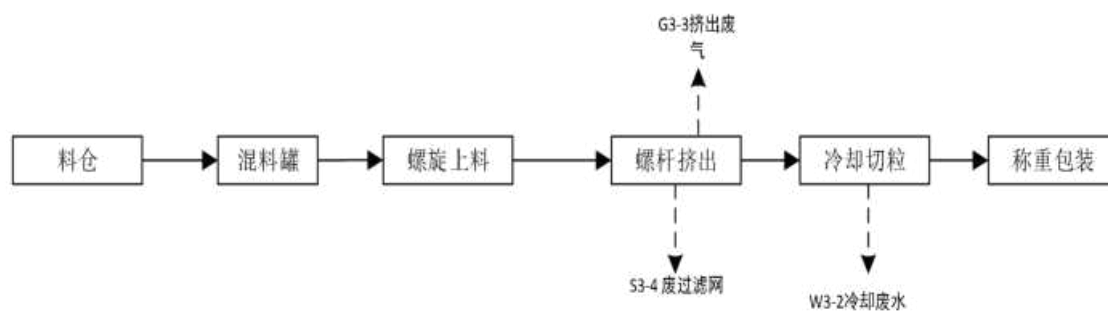 G3-3挤出废
气
料仓
混料罐
螺旋上料
螺杆挤出
冷却切粒
称重包装
S3-4 废过滤网
W3-2冷却废水